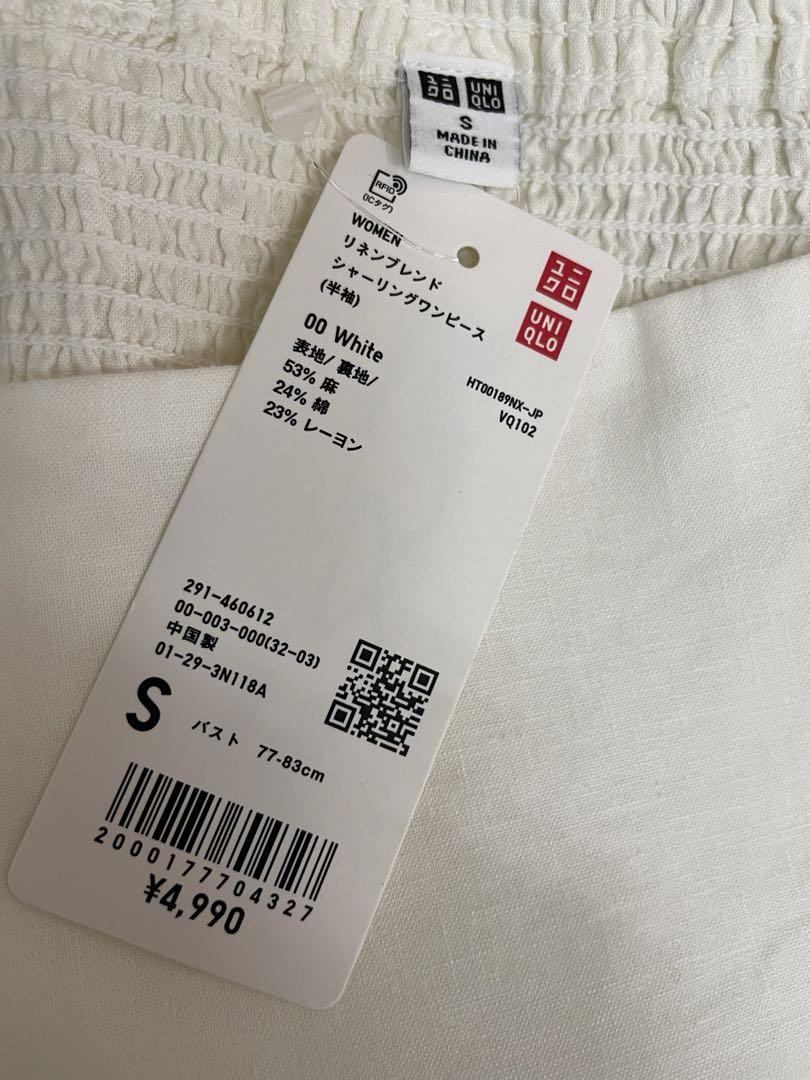 ユニ
クロ
UNI
QLO
S
MADE IN
CHINA
RFID
(ICタグ)
WOMEN
リネンブレンド
シャーリングワンピース
(半袖)
ユニ
クロ
UNI
QLO
00 White
表地/ 裏地/
53% 麻
24% 綿
23% レーヨン
HT00189NX-JP
VQ102
291-460612
00-003-000(32-03)
中国製
01-29-3N118A
S
バスト 77-83cm
2000177704327
¥4,990